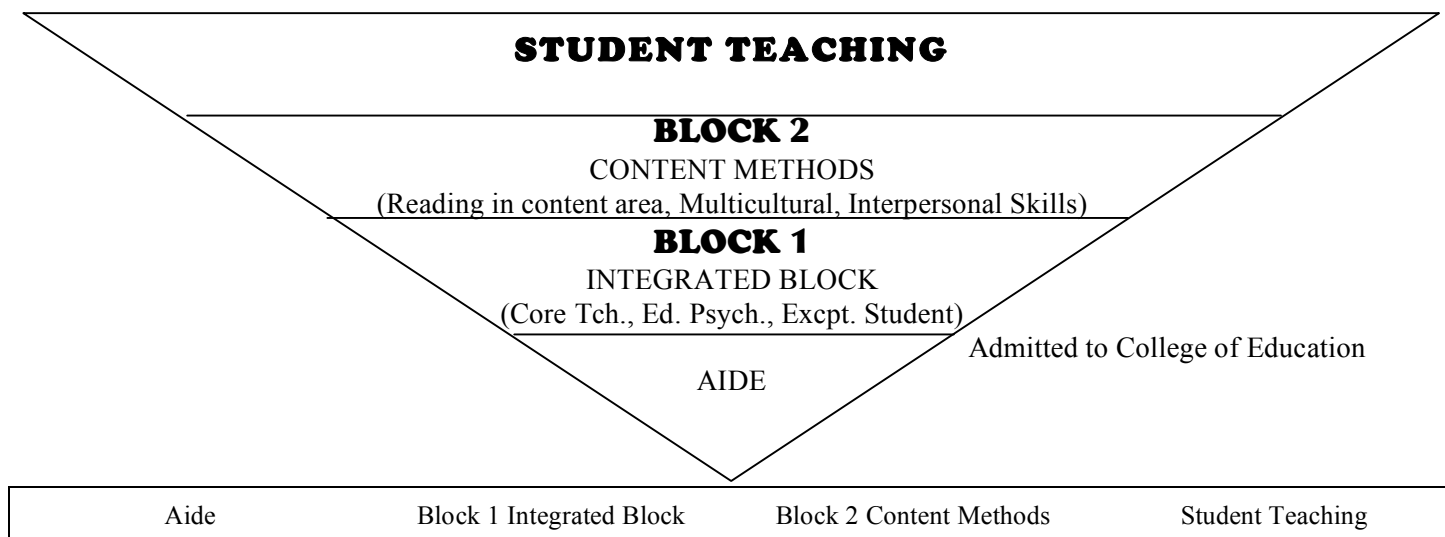 STUDENT TEACHING
BLOCK 2
CONTENT METHODS
(Reading in content area, Multicultural, Interpersonal Skills)
BLOCK 1
INTEGRATED BLOCK
(Core Tch., Ed. Psych., Excpt. Student)
Admitted to College of Education
AIDE
Aide Block 1 Integrated Block Block 2 Content Methods Student Teaching